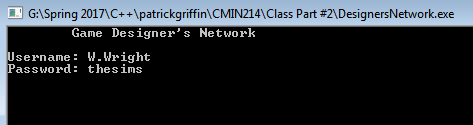 G:\Spring 2017\C++\patrickgriffin\CMIN214\Class Part #2\DesignersNetwork.exe
Game Designer's Network
Username: W.Wright
Password: thesims